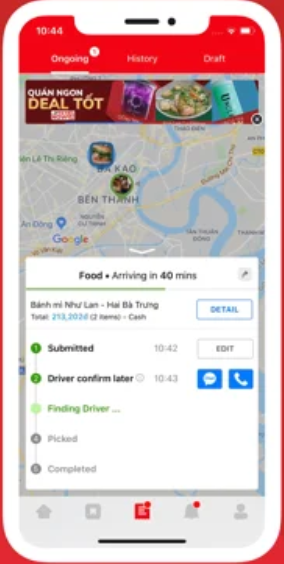 10:44
Ongoing
1
History
Draft
QUÁN NGON
DEAL TỐT
THẢO ĐIỀN
ĐA KAO
BẾN THÀNH
Google
Food • Arriving in 40 mins
Bánh mì Như Lan - Hai Bà Trưng
Total: 213,202đ (2 items) - Cash
DETAIL
1 Submitted 10:42 EDIT
2 Driver confirm later 10:43
Finding Driver ...
4 Picked
5 Completed